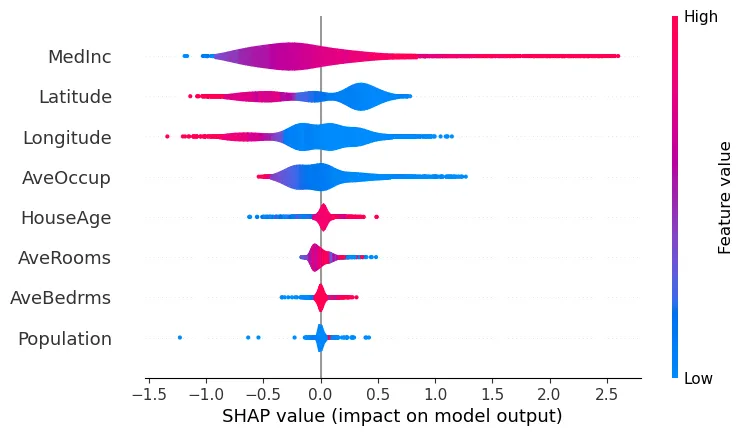 High
MedInc
Latitude
Longitude
AveOccup
HouseAge
AveRooms
AveBedrms
Population
Feature value
Low
−1.5 −1.0 −0.5 0.0 0.5 1.0 1.5 2.0 2.5
SHAP value (impact on model output)